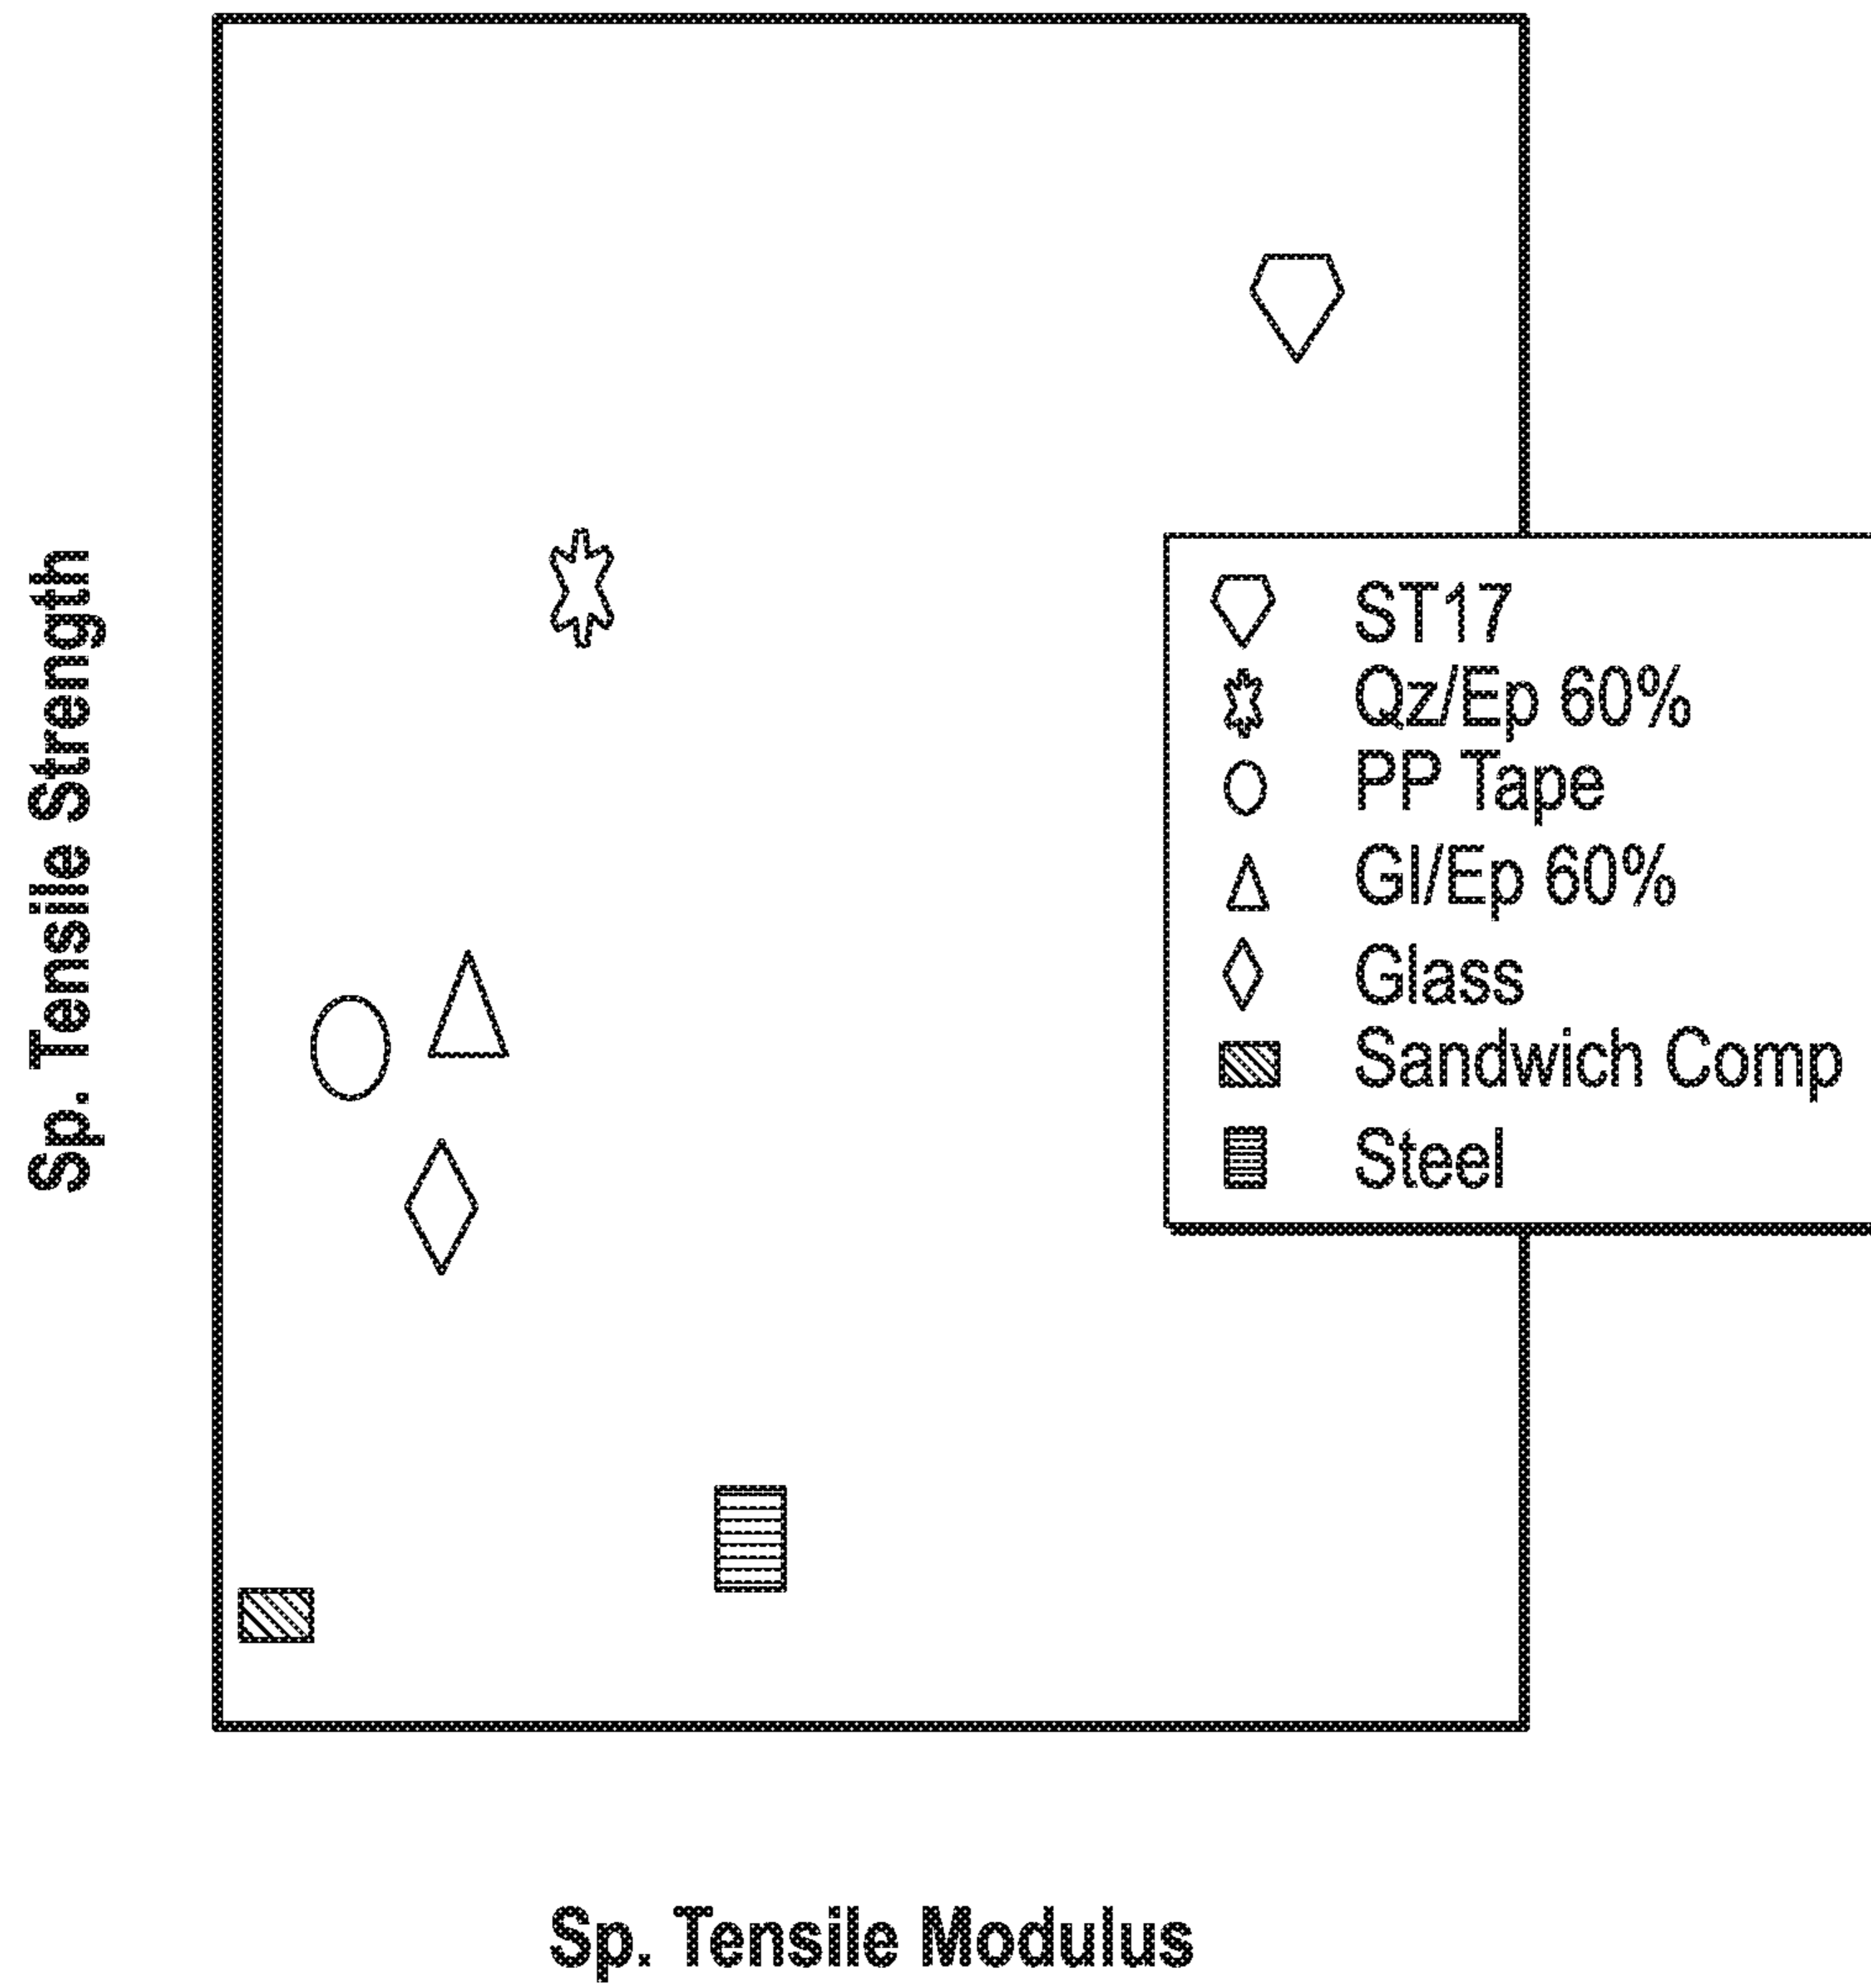 Sp. Tensile Strength
ST17
Qz/Ep 60%
PP Tape
Gl/Ep 60%
Glass
Sandwich Comp
Steel
Sp. Tensile Modulus